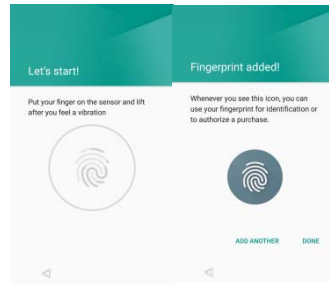 Let's start!
Put your finger on the sensor and lift
after you feel a vibration
Fingerprint added!
Whenever you see this icon, you can
use your fingerprint for identification or
to authorize a purchase.
ADD ANOTHER DONE